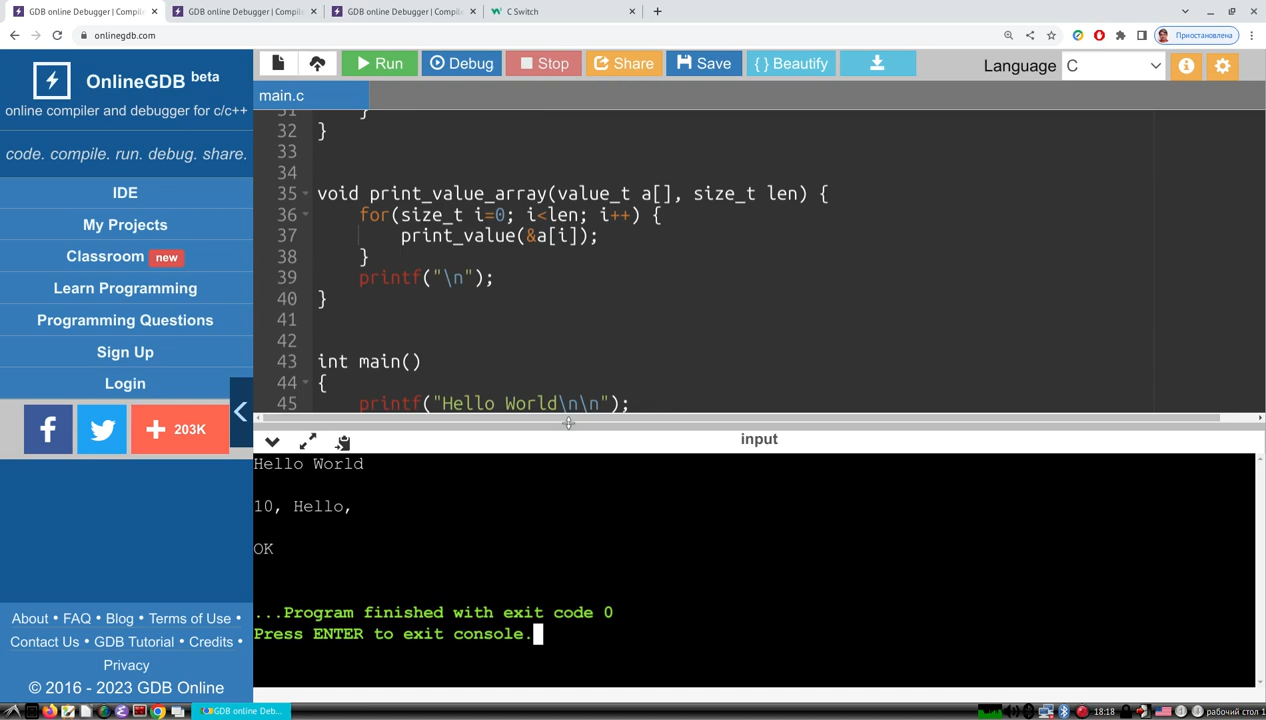 GDB online Debugger | Compile
GDB online Debugger | Compile
GDB online Debugger | Compile
C Switch
onlinegdb.com
Приостановлена
OnlineGDB beta
online compiler and debugger for c/c++
code. compile. run. debug. share.
IDE
My Projects
Classroom new
Learn Programming
Programming Questions
Sign Up
Login
203K
About • FAQ • Blog • Terms of Use •
Contact Us • GDB Tutorial • Credits •
Privacy
© 2016 - 2023 GDB Online
Run
Debug
Stop
Share
Save
{ } Beautify
Language C
main.c
31 }
32 }
33
34
35 void print_value_array(value_t a[], size_t len) {
36 for(size_t i=0; i<len; i++) {
37 print_value(&a[i]);
38 }
39 printf("\n");
40 }
41
42
43 int main()
44 {
45 printf("Hello World\n\n");
input
Hello World
10, Hello,
OK
...Program finished with exit code 0
Press ENTER to exit console.
GDB online Deb...
18:18
рабочий стол 1